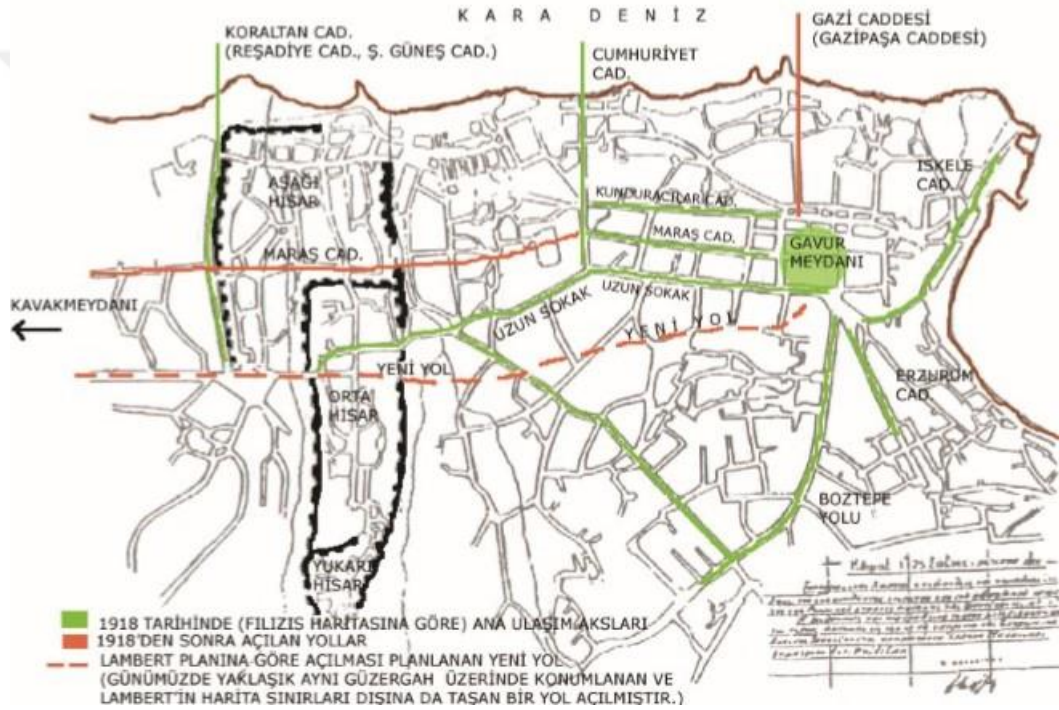 KARA DENİZ
KORALTAN CAD.
(REŞADİYE CAD., Ş. GÜNEŞ CAD.)
CUMHURİYET
CAD.
GAZİ CADDESİ
(GAZİPAŞA CADDESİ)
İSKELE
CAD.
AŞAĞI
HİSAR
KUNDURACILAR CAD.
MARAŞ CAD.
MARAŞ CAD.
GAVUR
MEYDANI
KAVAKMEYDANI
UZUN SOKAK
UZUN SOKAK
YENİ YOL
YENİ YOL
ORTA
HİSAR
ERZURUM
CAD.
BOZTEPE
YOLU
YUKARI
HİSAR
1918 TARİHİNDE (FILIZIS HARİTASINA GÖRE) ANA ULAŞIM AKSLARI
1918'DEN SONRA AÇILAN YOLLAR
LAMBERT PLANINA GÖRE AÇILMASI PLANLANAN YENİ YOL
(GÜNÜMÜZDE YAKLAŞIK AYNI GÜZERGAH ÜZERİNDE KONUMLANAN VE
LAMBERT'İN HARİTA SINIRLARI DIŞINA DA TAŞAN BİR YOL AÇILMIŞTIR.)